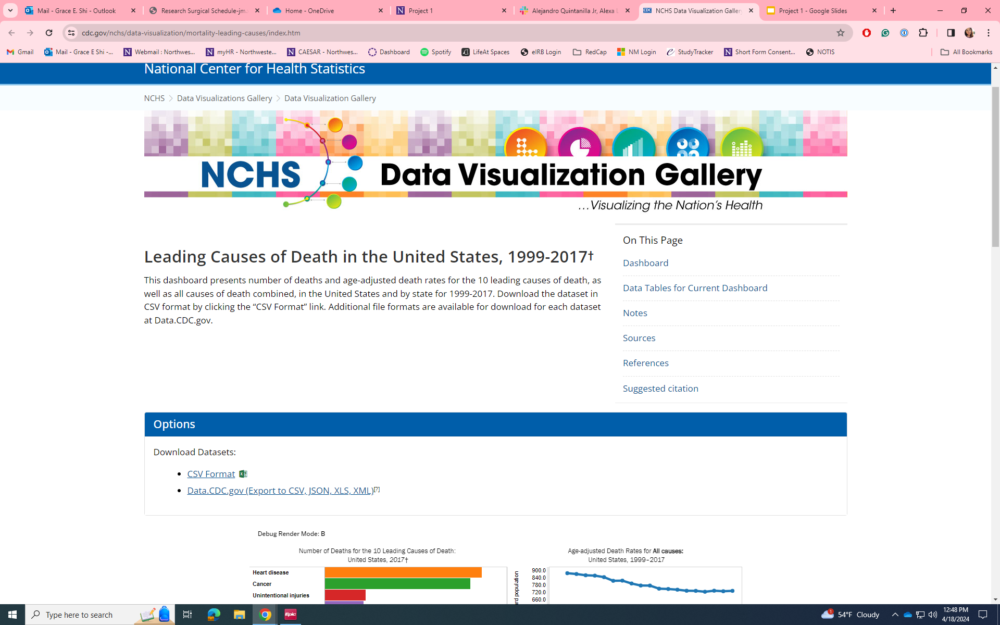 Mail - Grace E. Shi - Outlook
Research Surgical Schedule-jm.
Home - OneDrive
Project 1
Alejandro Quintanilla Jr, Alexa L
CDC NCHS Data Visualization Gallery
Project 1 - Google Slides
cdc.gov/nchs/data-visualization/mortality-leading-causes/index.htm
Gmail
Mail - Grace E Shi -...
Webmail : Northwes...
myHR - Northweste...
CAESAR - Northwes...
Dashboard
Spotify
LifeAt Spaces
eIRB Login
RedCap
NM Login
StudyTracker
Short Form Consent...
NOTIS
All Bookmarks
National Center for Health Statistics
NCHS
Data Visualizations Gallery
Data Visualization Gallery
NCHS
Data Visualization Gallery
...Visualizing the Nation's Health
Leading Causes of Death in the United States, 1999-2017†
This dashboard presents number of deaths and age-adjusted death rates for the 10 leading causes of death, as
well as all causes of death combined, in the United States and by state for 1999-2017. Download the dataset in
CSV format by clicking the “CSV Format” link. Additional file formats are available for download for each dataset
at Data.CDC.gov.
On This Page
Dashboard
Data Tables for Current Dashboard
Notes
Sources
References
Suggested citation
Options
Download Datasets:
CSV Format
Data.CDC.gov (Export to CSV, JSON, XLS, XML)[?]
Debug Render Mode: B
Number of Deaths for the 10 Leading Causes of Death:
United States, 2017†
Heart disease
Cancer
Unintentional injuries
Age-adjusted Death Rates for All causes:
United States, 1999–2017
900.0
840.0
780.0
720.0
660.0
rd population
Type here to search
Epic
1
54°F Cloudy
12:48 PM
4/18/2024